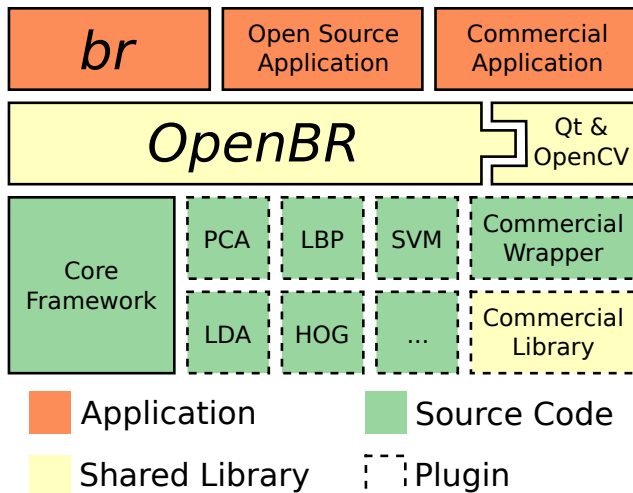 br
Open Source
Application
Commercial
Application
OpenBR
Qt &
OpenCV
Core
Framework
PCA
LBP
SVM
Commercial
Wrapper
LDA
HOG
...
Commercial
Library
Application
Source Code
Shared Library
Plugin